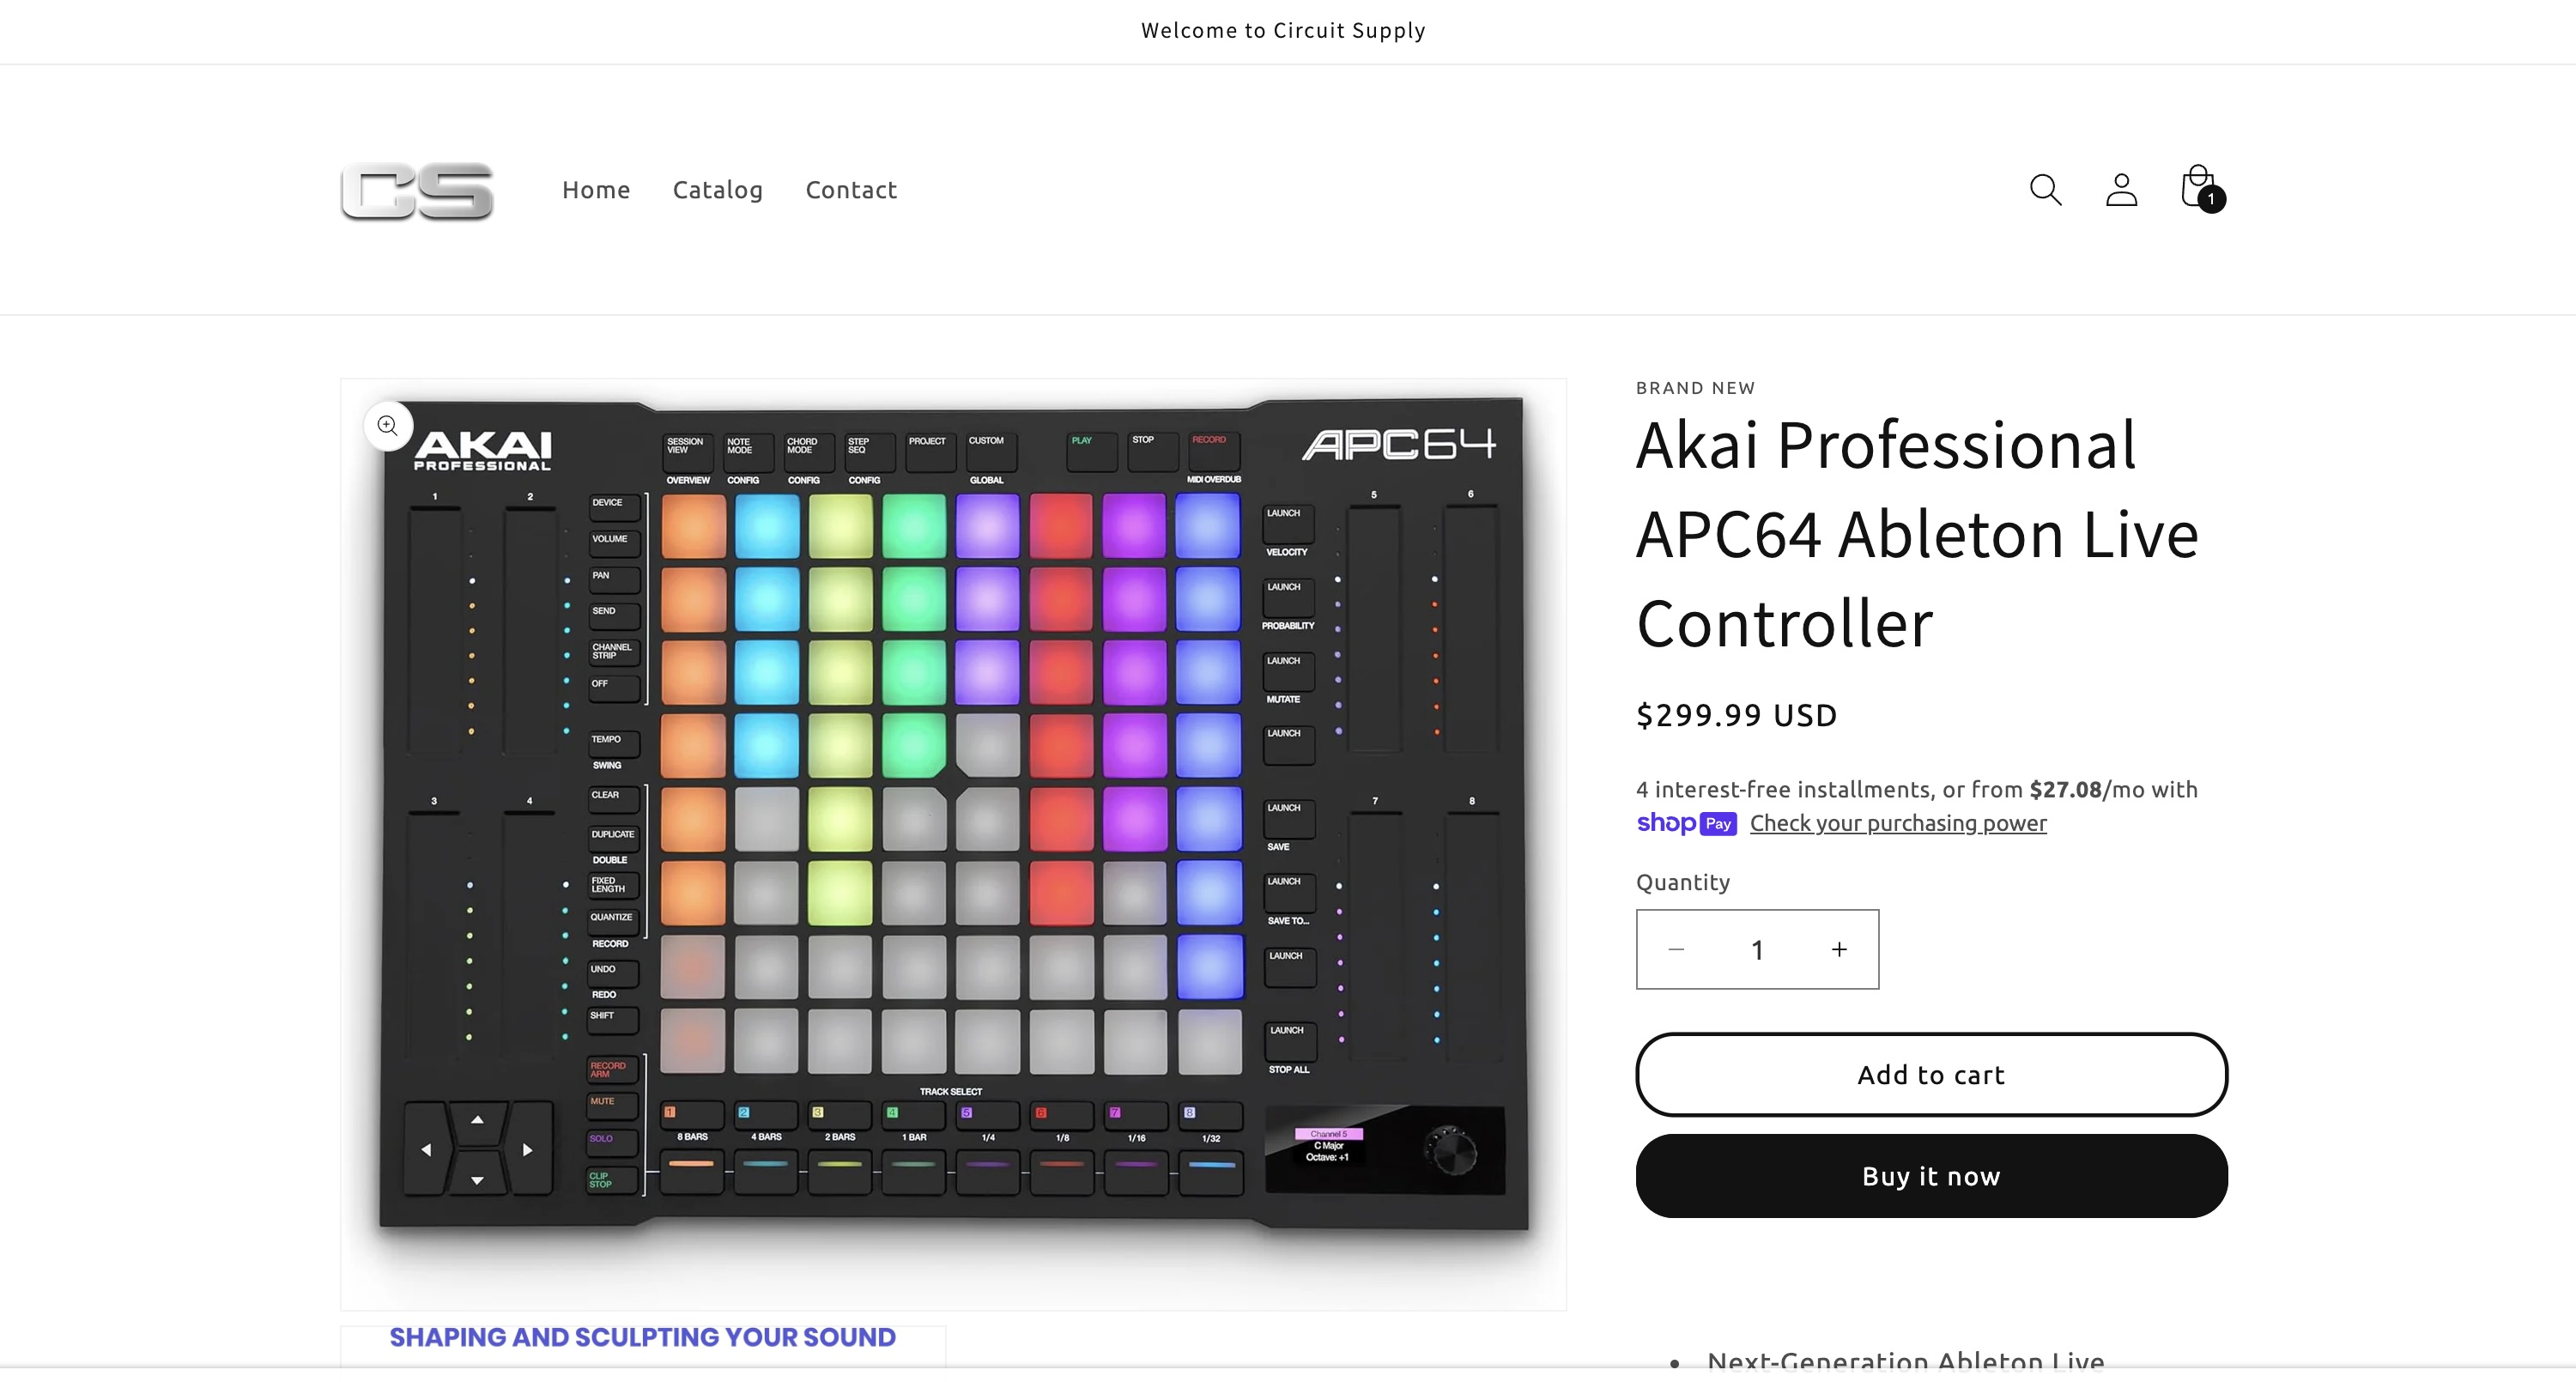 Welcome to Circuit Supply
CS
Home
Catalog
Contact
1
BRAND NEW
Akai Professional
APC64 Ableton Live
Controller
$299.99 USD
4 interest-free installments, or from $27.08/mo with
shop Pay Check your purchasing power
Quantity
1
Add to cart
Buy it now
Next-Generation Ableton Live
AKAI
PROFESSIONAL
APC64
SESSION
VIEW
NOTE
MODE
CHORD
MODE
STEP
SEQ
PROJECT
CUSTOM
PLAY
STOP
RECORD
OVERVIEW
CONFIG
CONFIG
CONFIG
GLOBAL
MIDI OVERDUB
1
2
5
6
DEVICE
VOLUME
PAN
SEND
CHANNEL
STRIP
OFF
TEMPO
SWING
3
4
CLEAR
DUPLICATE
DOUBLE
FIXED
LENGTH
QUANTIZE
RECORD
UNDO
REDO
SHIFT
RECORD
ARM
MUTE
SOLO
CLIP
STOP
LAUNCH
VELOCITY
LAUNCH
PROBABILITY
LAUNCH
MUTATE
LAUNCH
7
8
LAUNCH
SAVE
LAUNCH
SAVE TO...
LAUNCH
LAUNCH
STOP ALL
TRACK SELECT
1
2
3
4
5
6
7
8
8 BARS
4 BARS
2 BARS
1 BAR
1/4
1/8
1/16
1/32
Channel 5
C Major
Octave: +1
SHAPING AND SCULPTING YOUR SOUND